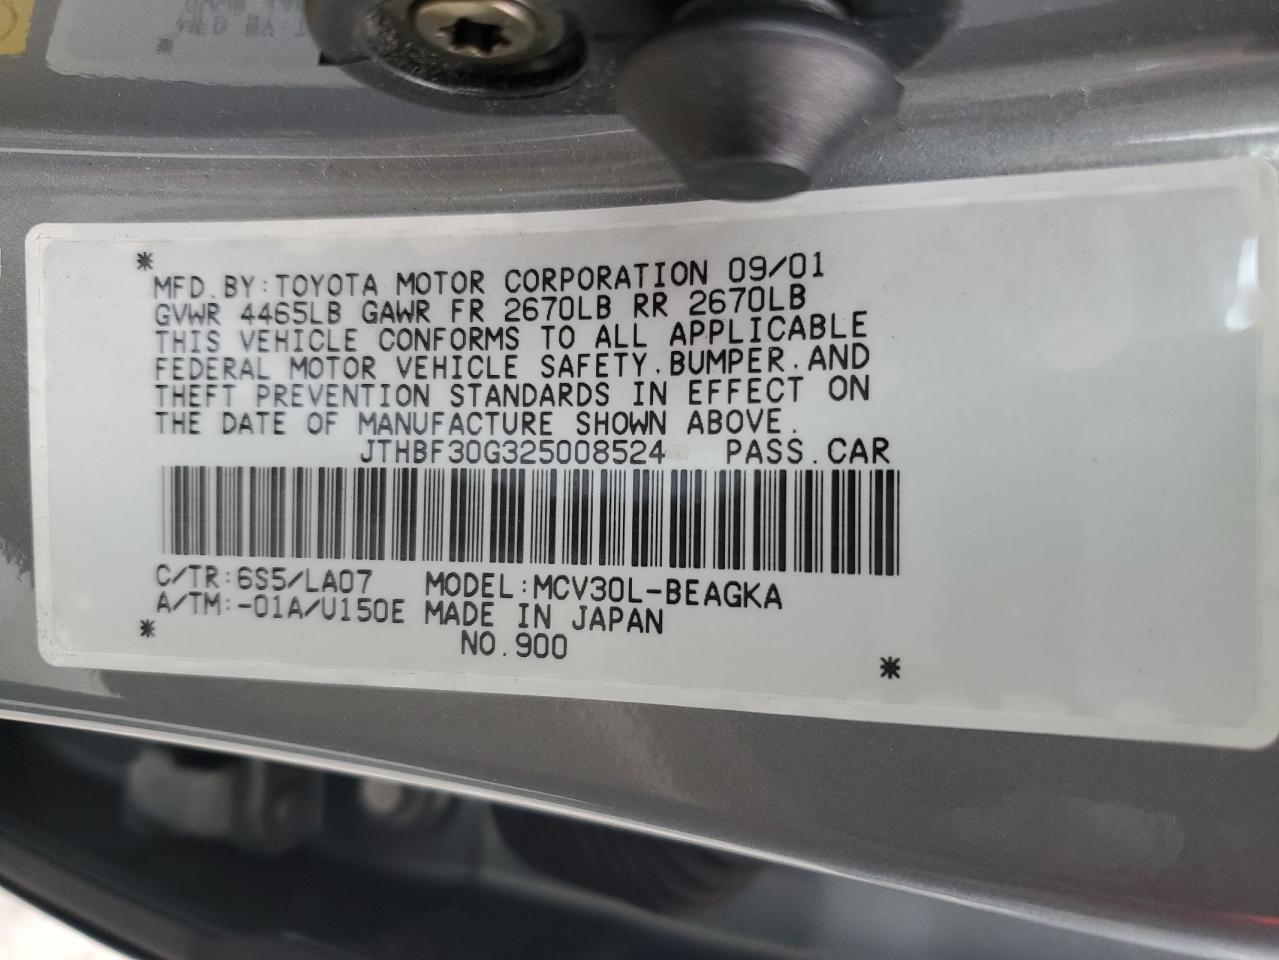 MFD.BY:TOYOTA MOTOR CORPORATION 09/01
GVWR 4465LB GAWR FR 2670LB RR 2670LB
THIS VEHICLE CONFORMS TO ALL APPLICABLE
FEDERAL MOTOR VEHICLE SAFETY.BUMPER.AND
THEFT PREVENTION STANDARDS IN EFFECT ON
THE DATE OF MANUFACTURE SHOWN ABOVE.
JTHBF30G325008524 PASS.CAR
C/TR:6S5/LA07 MODEL:MCV30L-BEAGKA
A/TM:-01A/U150E MADE IN JAPAN
NO.900